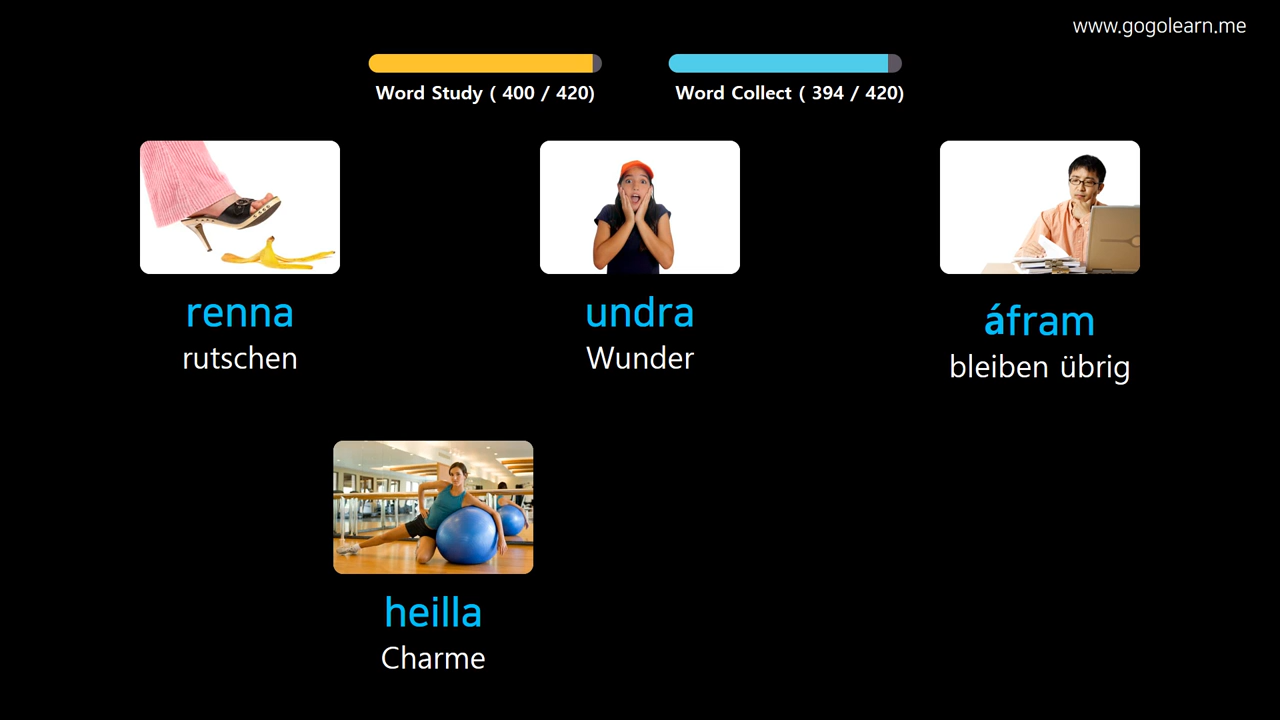 www.gogolearn.me
Word Study ( 400 / 420)
Word Collect ( 394 / 420)
renna
rutschen
undra
Wunder
áfram
bleiben übrig
heilla
Charme